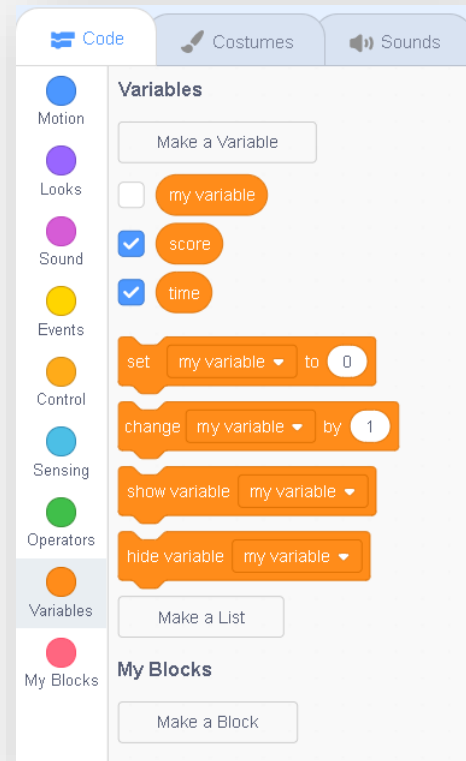 Code Costumes Sounds
Motion
Looks
Sound
Events
Control
Sensing
Operators
Variables
My Blocks
Variables
Make a Variable
my variable
score
time
set my variable to 0
change my variable by 1
show variable my variable
hide variable my variable
Make a List
My Blocks
Make a Block